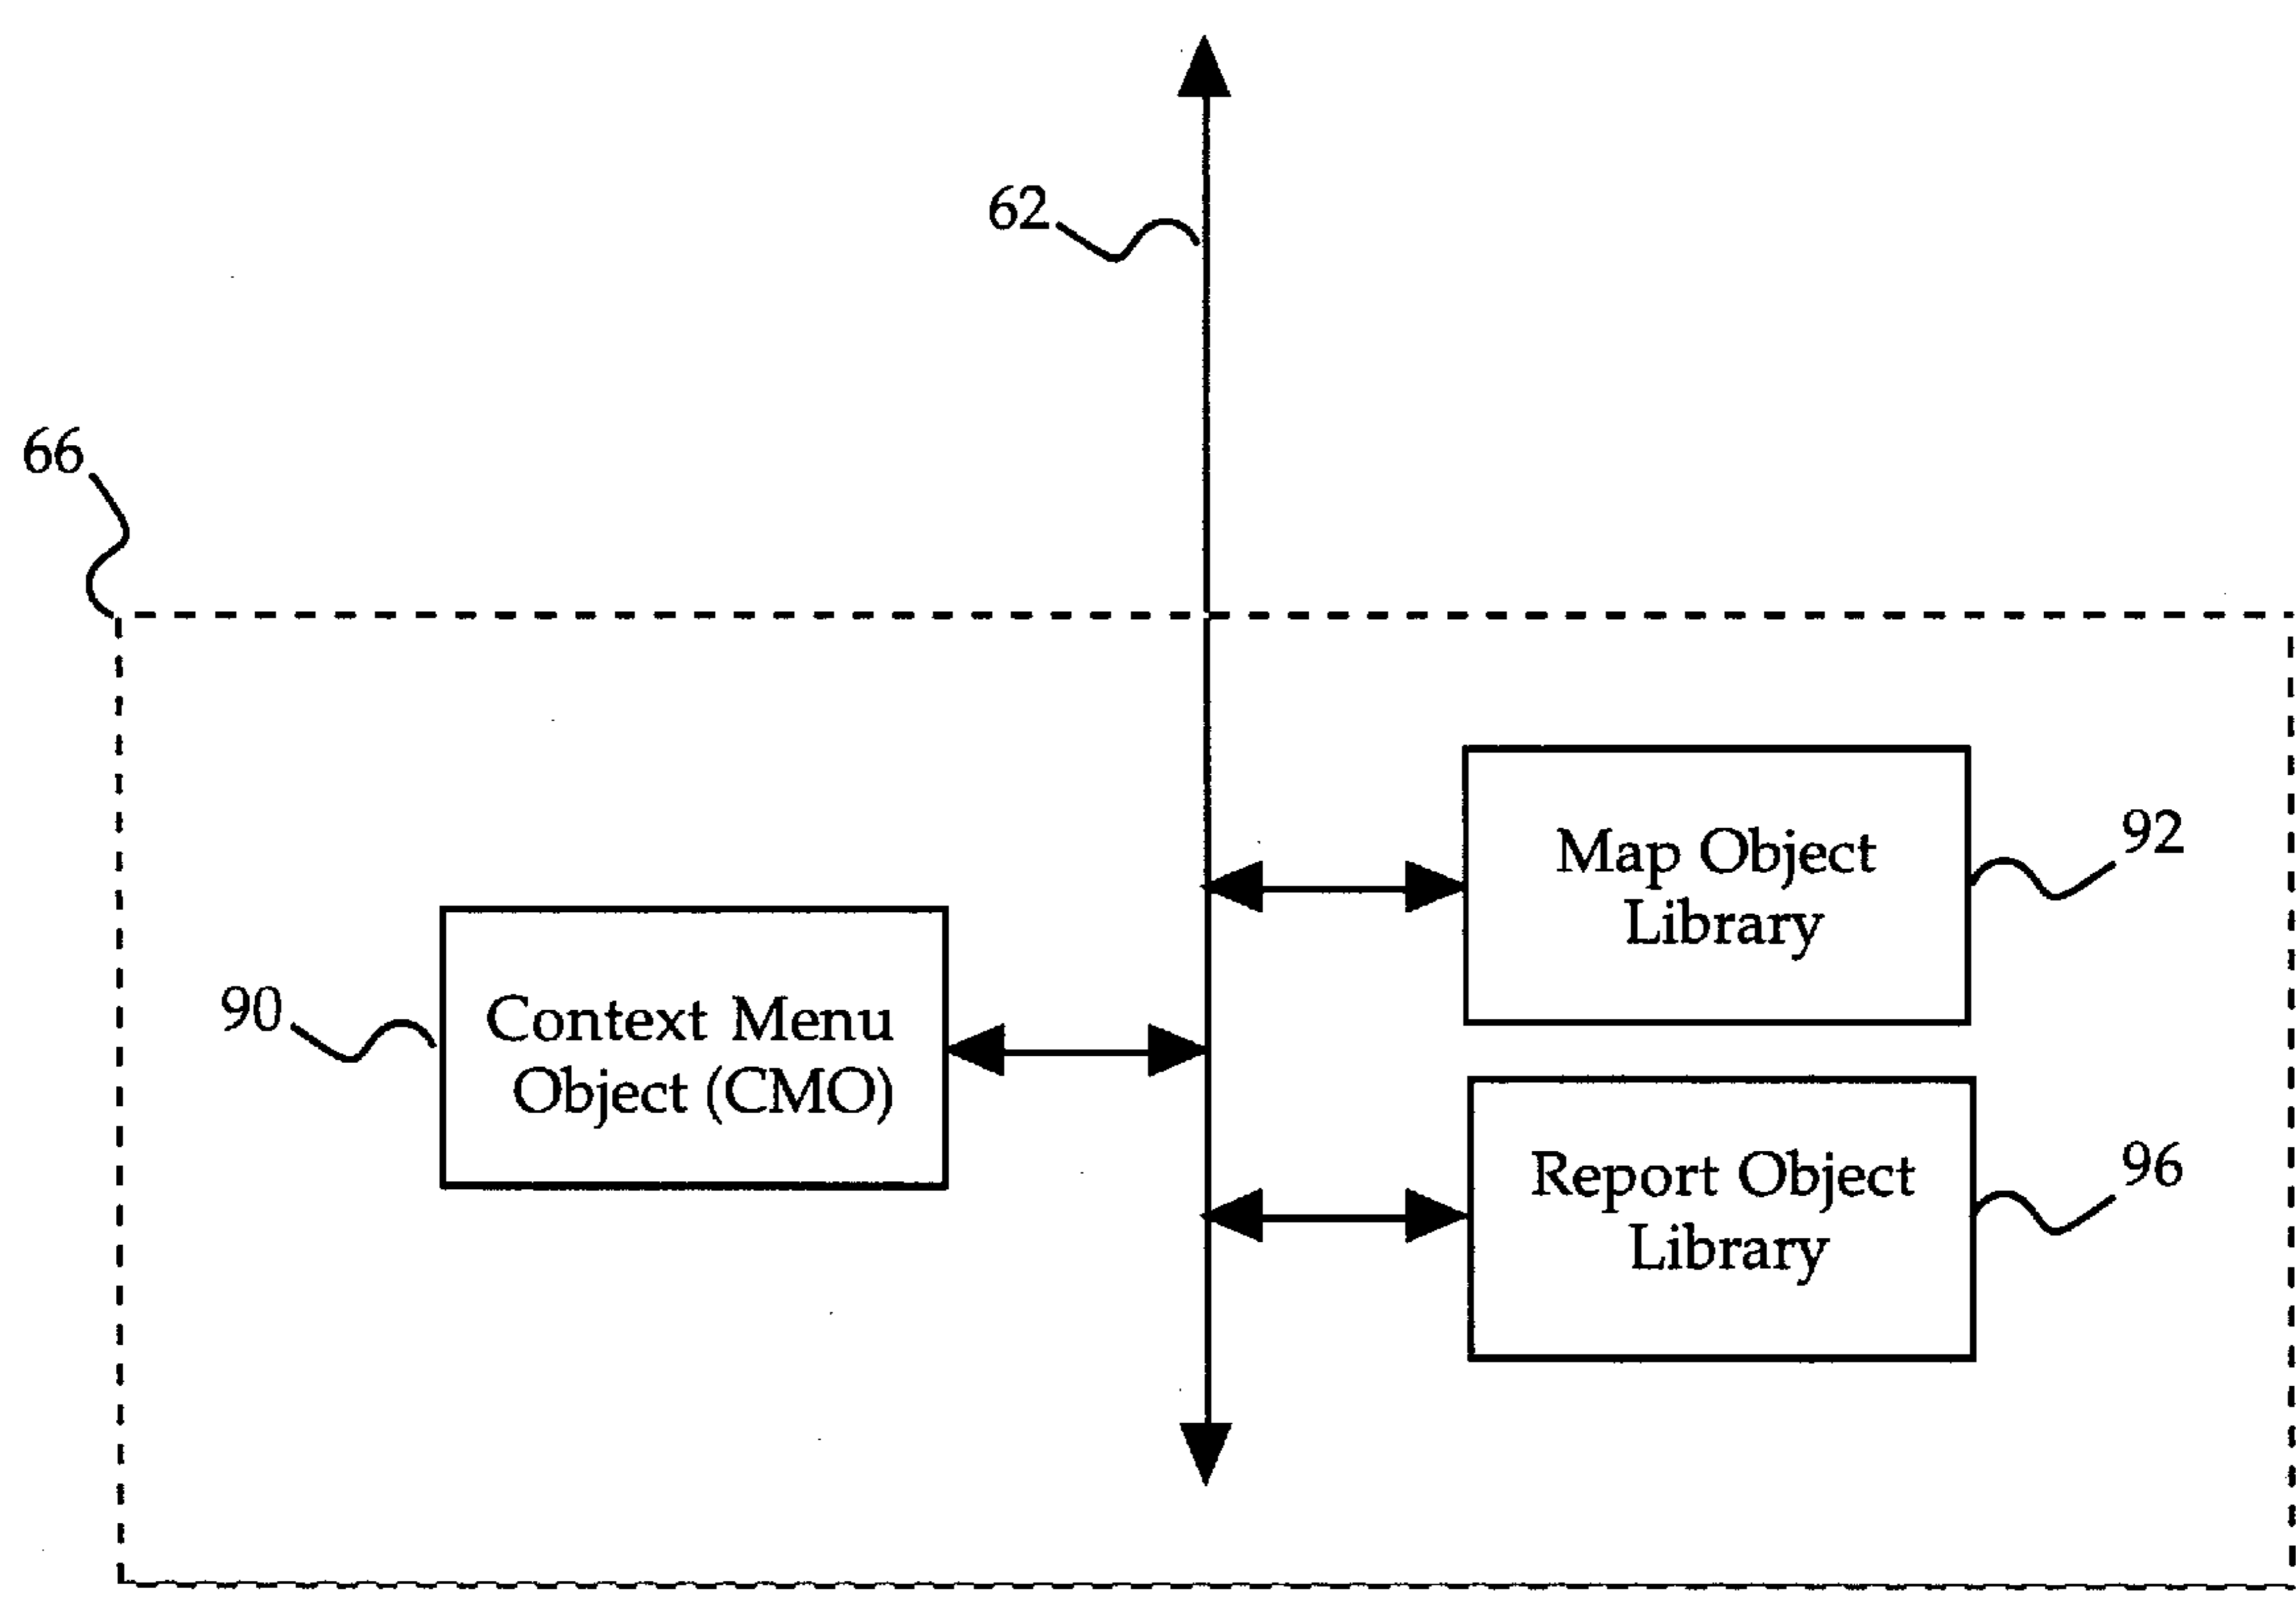 62
66
Map Object
Library
92
90
Context Menu
Object (CMO)
Report Object
Library
96